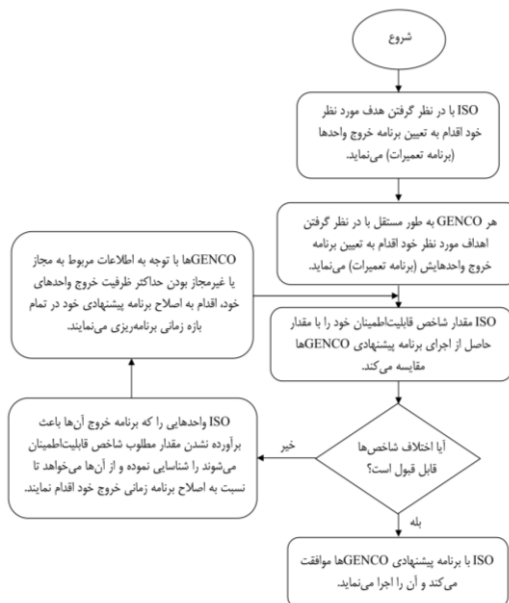 شروع
ISO با در نظر گرفتن هدف مورد نظر
خود اقدام به تعیین برنامه خروج واحدها
(برنامه تعمیرات) می‌نماید.
هر GENCO به طور مستقل با در نظر گرفتن
اهداف مورد نظر خود اقدام به تعیین برنامه
خروج واحدهایش (برنامه تعمیرات) می‌نماید.
GENCOها با توجه به اطلاعات مربوط به مجاز
یا غیرمجاز بودن حداکثر ظرفیت خروج واحدهای
خود، اقدام به اصلاح برنامه پیشنهادی خود در تمام
بازه زمانی برنامه‌ریزی می‌نمایند.
ISO مقدار شاخص قابلیت‌اطمینان خود را با مقدار
حاصل از اجرای برنامه پیشنهادی GENCOها
مقایسه می‌کند.
آیا اختلاف شاخص‌ها
قابل قبول است؟
خیر
ISO واحدهایی را که برنامه خروج آن‌ها باعث
برآورده نشدن مقدار مطلوب شاخص قابلیت‌اطمینان
می‌شوند را شناسایی نموده و از آن‌ها می‌خواهد تا
نسبت به اصلاح برنامه زمانی خروج خود اقدام نمایند.
بله
ISO با برنامه پیشنهادی GENCOها موافقت
می‌کند و آن را اجرا می‌نماید.